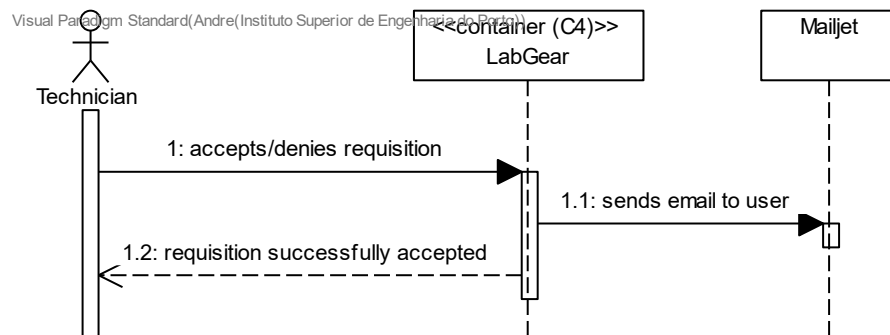 Visual Paradigm Standard(Andre(Instituto Superior de Engenharia do Porto))
<<container (C4)>>
LabGear
Mailjet
Technician
1: accepts/denies requisition
1.1: sends email to user
1.2: requisition successfully accepted